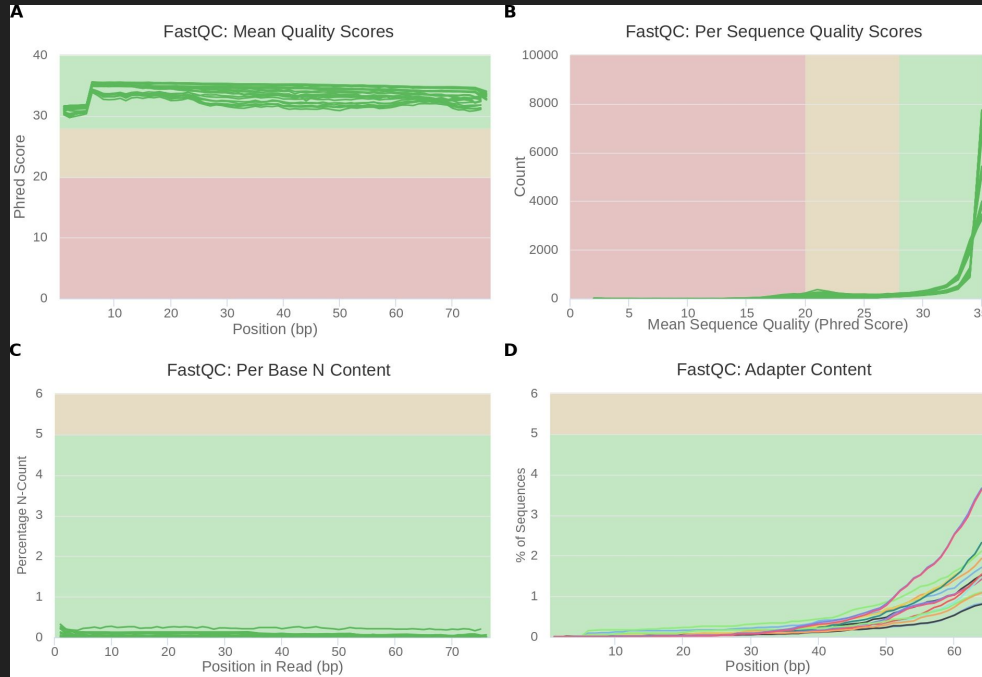 A
FastQC: Mean Quality Scores
40
30
20
10
0
Phred Score
10 20 30 40 50 60 70
Position (bp)
B
FastQC: Per Sequence Quality Scores
10000
8000
6000
4000
2000
0
Count
0 5 10 15 20 25 30
Mean Sequence Quality (Phred Score)
C
FastQC: Per Base N Content
6
5
4
3
2
1
0
Percentage N-Count
0 10 20 30 40 50 60 70
Position in Read (bp)
D
FastQC: Adapter Content
6
5
4
3
2
1
0
% of Sequences
10 20 30 40 50 60
Position (bp)